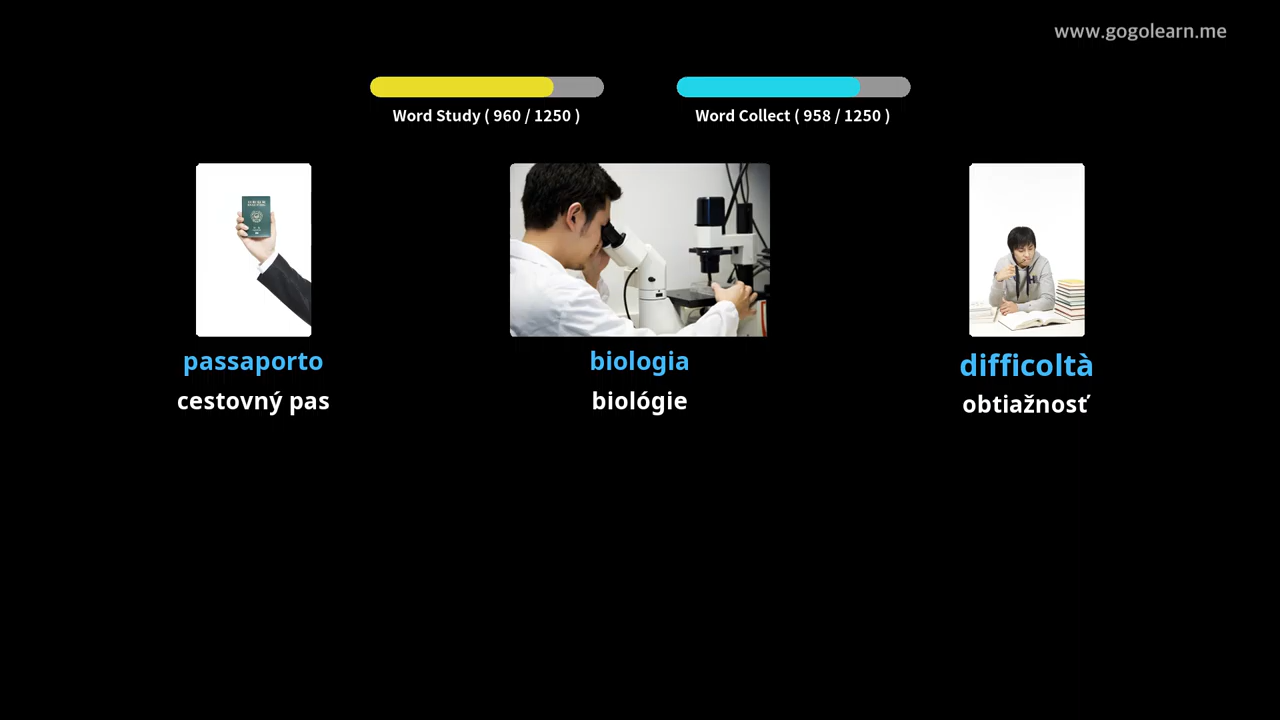 www.gogolearn.me
Word Study ( 960 / 1250 )
Word Collect ( 958 / 1250 )
passaporto
cestovný pas
biologia
biológie
difficoltà
obtiažnosť